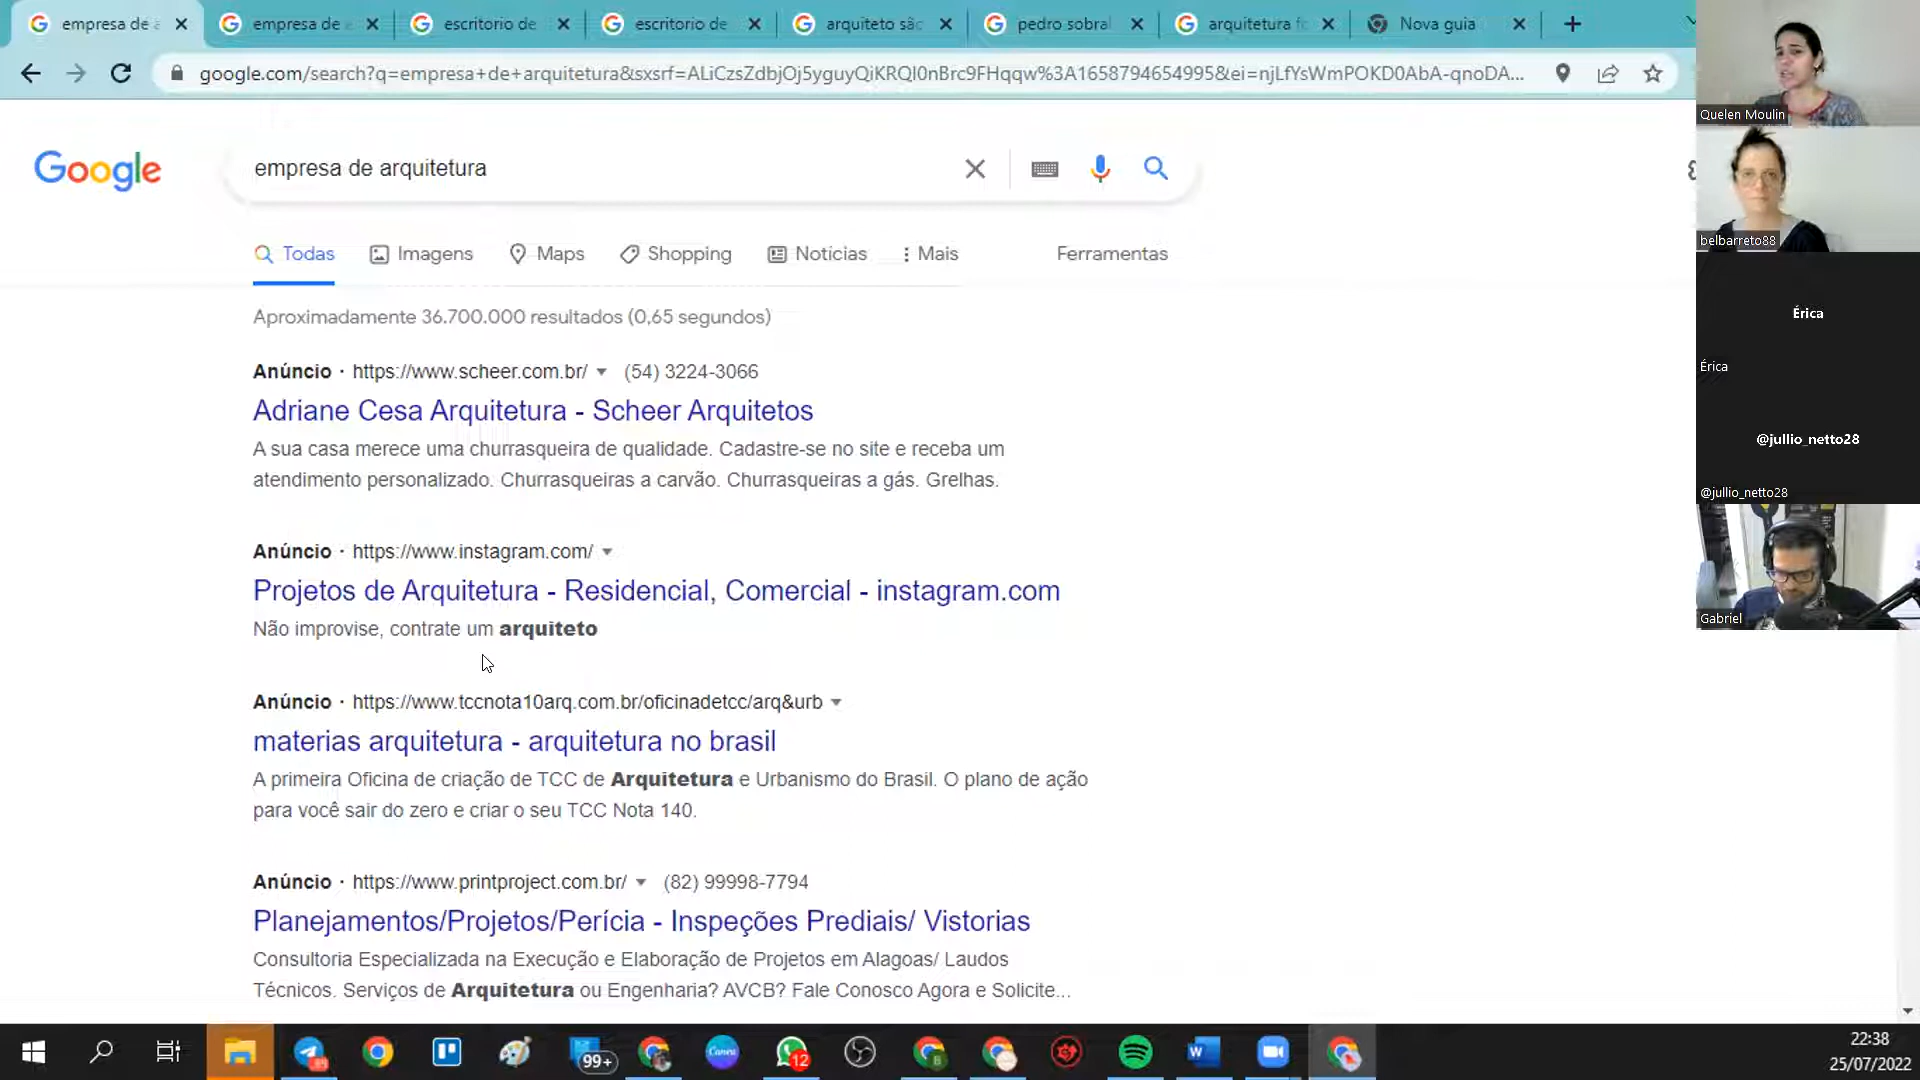 empresa de a
empresa de e
escritorio de
escritorio de
arquiteto são
pedro sobral
arquitetura fo
Nova guia
google.com/search?q=empresa+de+arquitetura&sxsrf=ALiCzsZdbjOj5yguyQiKRQl0nBrc9FHqqw%3A1658794654995&ei=njLfYsWmPOKD0AbA-qnoDA...
Google
empresa de arquitetura
Todas
Imagens
Maps
Shopping
Notícias
Mais
Ferramentas
Aproximadamente 36.700.000 resultados (0,65 segundos)
Anúncio · https://www.scheer.com.br/ (54) 3224-3066
Adriane Cesa Arquitetura - Scheer Arquitetos
A sua casa merece uma churrasqueira de qualidade. Cadastre-se no site e receba um
atendimento personalizado. Churrasqueiras a carvão. Churrasqueiras a gás. Grelhas.
Anúncio · https://www.instagram.com/
Projetos de Arquitetura - Residencial, Comercial - instagram.com
Não improvise, contrate um arquiteto
Anúncio · https://www.tccnota10arq.com.br/oficinadetcc/arq&urb
materias arquitetura - arquitetura no brasil
A primeira Oficina de criação de TCC de Arquitetura e Urbanismo do Brasil. O plano de ação
para você sair do zero e criar o seu TCC Nota 140.
Anúncio · https://www.printproject.com.br/ (82) 99998-7794
Planejamentos/Projetos/Perícia - Inspeções Prediais/ Vistorias
Consultoria Especializada na Execução e Elaboração de Projetos em Alagoas/ Laudos
Técnicos. Serviços de Arquitetura ou Engenharia? AVCB? Fale Conosco Agora e Solicite...
Quelen Moulin
belbarreto88
Érica
Érica
@jullio_netto28
@jullio_netto28
Gabriel
99+
Canva
12
B
W
22:38
25/07/2022